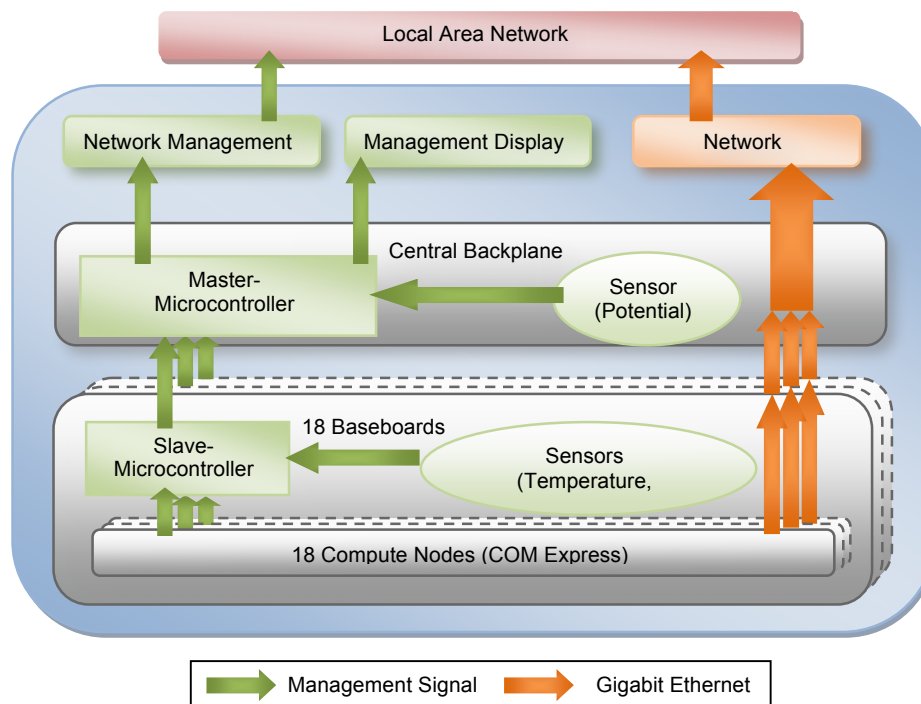 Local Area Network
Network Management
Management Display
Network
Central Backplane
Master-
Microcontroller
Sensor
(Potential)
18 Baseboards
Slave-
Microcontroller
Sensors
(Temperature,
18 Compute Nodes (COM Express)
Management Signal
Gigabit Ethernet